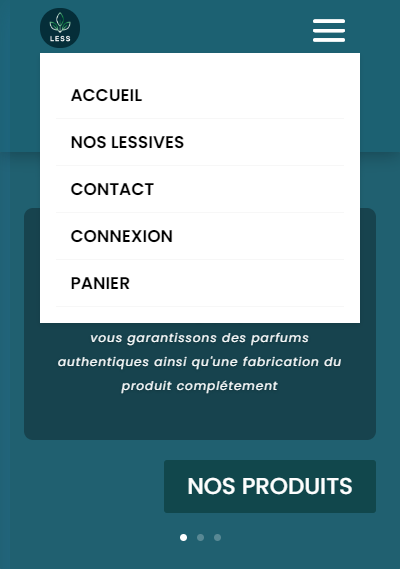 LESS
ACCUEIL
NOS LESSIVES
CONTACT
CONNEXION
PANIER
vous garantissons des parfums
authentiques ainsi qu'une fabrication du
produit complétement
NOS PRODUITS